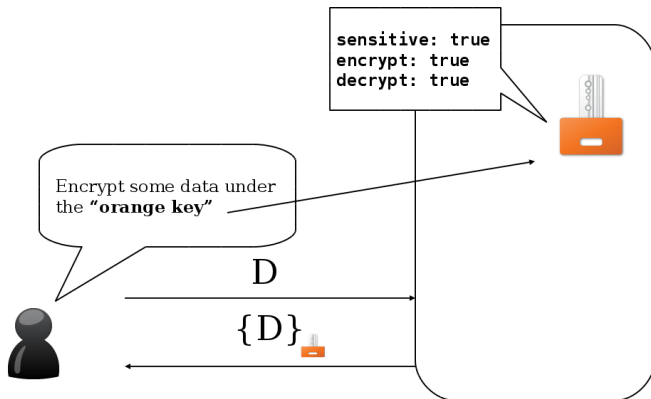 sensitive: true
encrypt: true
decrypt: true
Encrypt some data under
the “orange key”
D
{D}